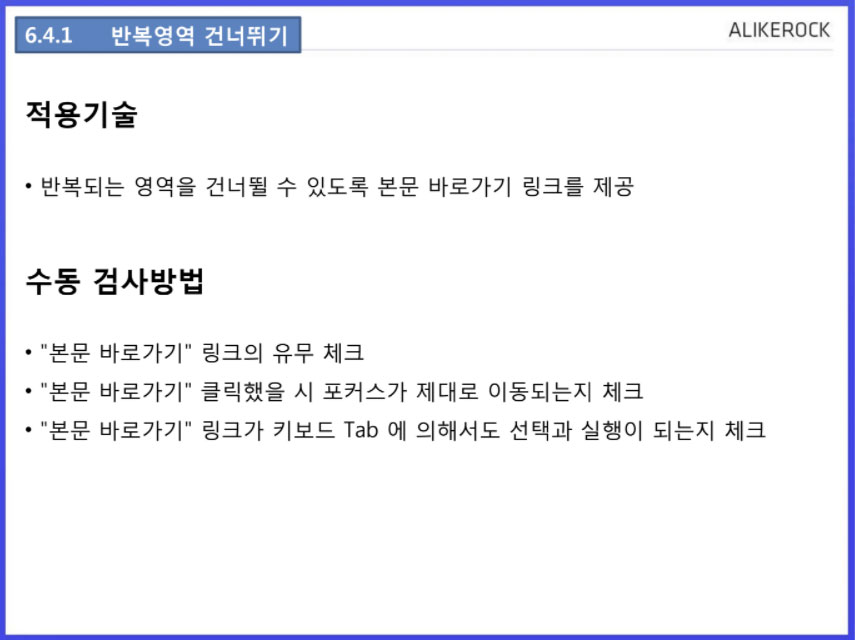 6.4.1 반복영역 건너뛰기
ALIKEROCK
적용기술
• 반복되는 영역을 건너뛸 수 있도록 본문 바로가기 링크를 제공
수동 검사방법
• "본문 바로가기" 링크의 유무 체크
• "본문 바로가기" 클릭했을 시 포커스가 제대로 이동되는지 체크
• "본문 바로가기" 링크가 키보드 Tab 에 의해서도 선택과 실행이 되는지 체크